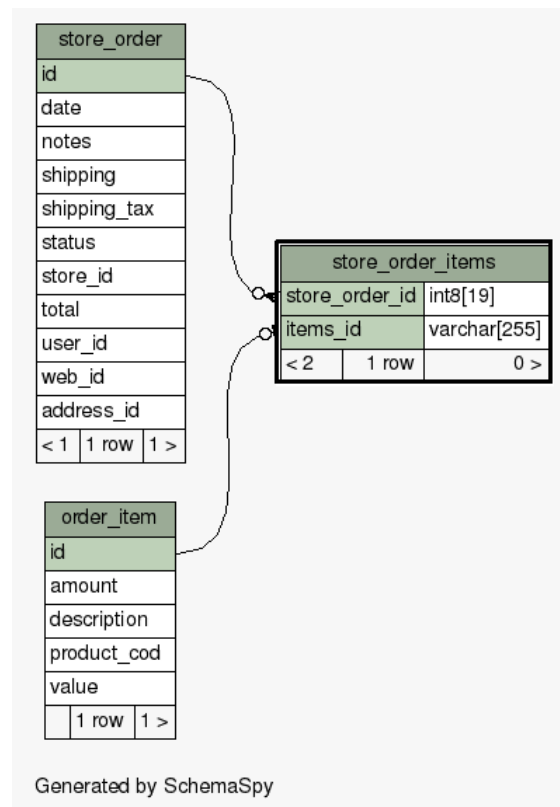 store_order
id
date
notes
shipping
shipping_tax
status
store_id
total
user_id
web_id
address_id
< 1 1 row 1 >
store_order_items
store_order_id int8[19]
items_id varchar[255]
< 2 1 row 0 >
order_item
id
amount
description
product_cod
value
1 row 1 >
Generated by SchemaSpy